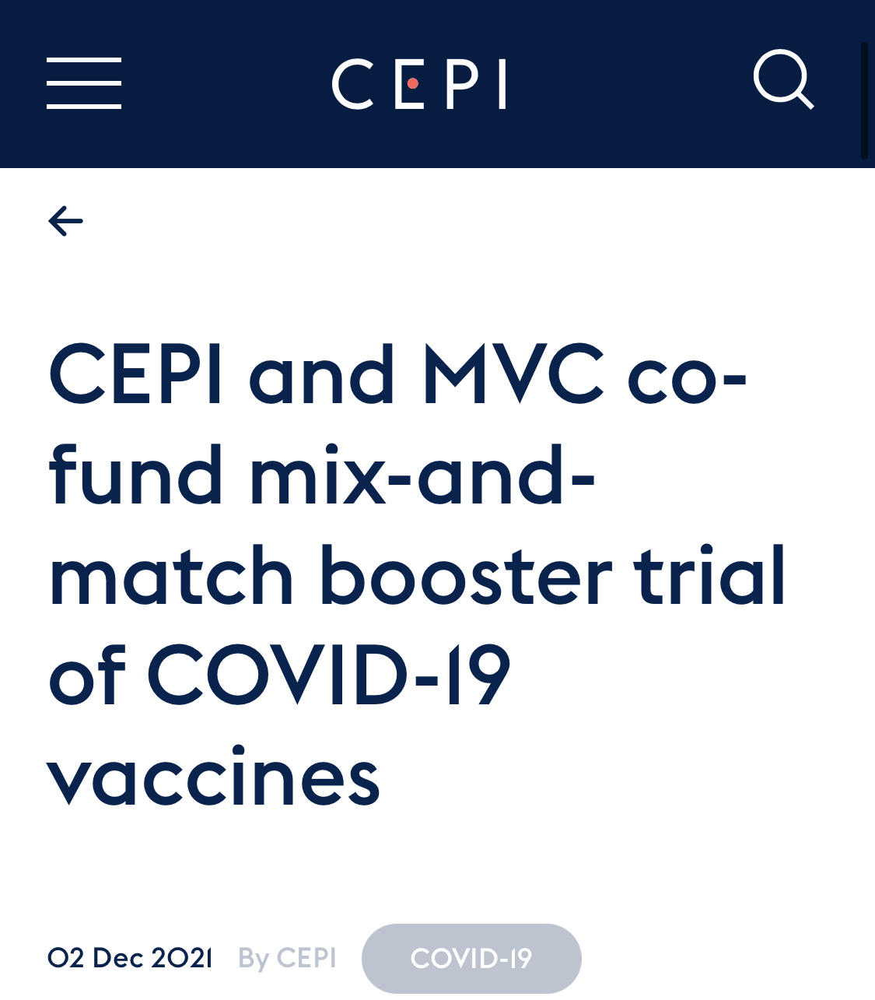 CEPI
CEPI and MVC co-
fund mix-and-
match booster trial
of COVID-19
vaccines
02 Dec 2021 By CEPI COVID-19